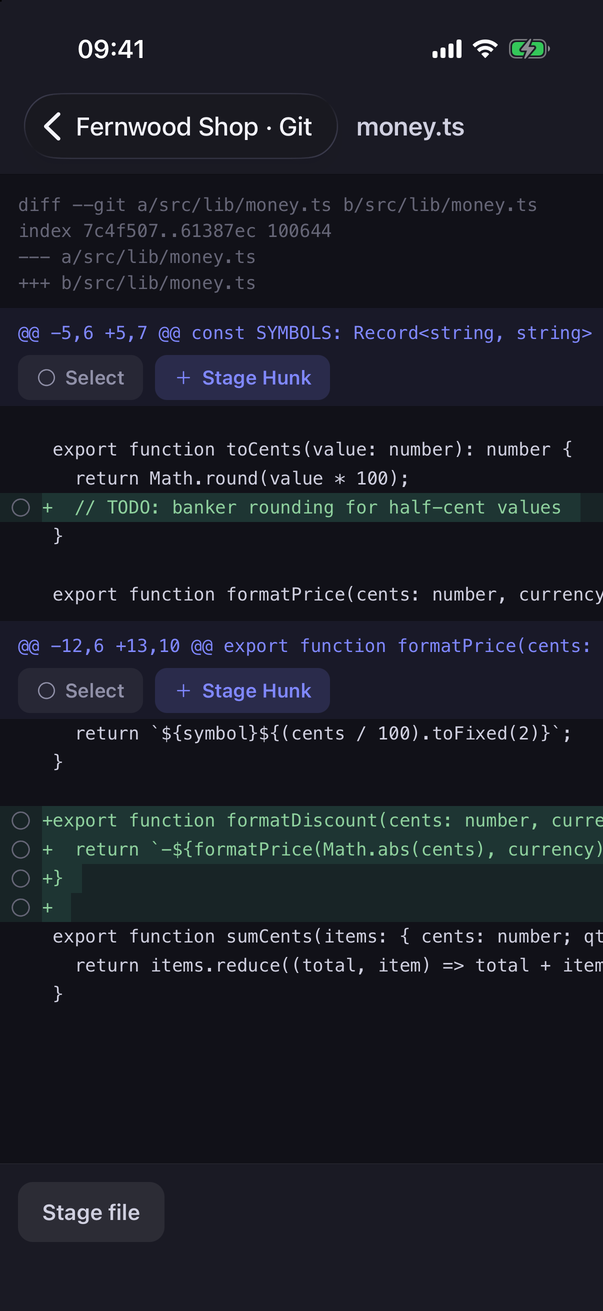 09:41
Fernwood Shop · Git
money.ts
diff --git a/src/lib/money.ts b/src/lib/money.ts
index 7c4f507..61387ec 100644
--- a/src/lib/money.ts
+++ b/src/lib/money.ts
@@ -5,6 +5,7 @@ const SYMBOLS: Record<string, string>
Select
+ Stage Hunk
export function toCents(value: number): number {
return Math.round(value * 100);
+ // TODO: banker rounding for half-cent values
}
export function formatPrice(cents: number, currency
@@ -12,6 +13,10 @@ export function formatPrice(cents:
Select
+ Stage Hunk
return `${symbol}${(cents / 100).toFixed(2)}`;
}
+export function formatDiscount(cents: number, curre
+ return `-${formatPrice(Math.abs(cents), currency)
+}
+
export function sumCents(items: { cents: number; qt
return items.reduce((total, item) => total + item
}
Stage file